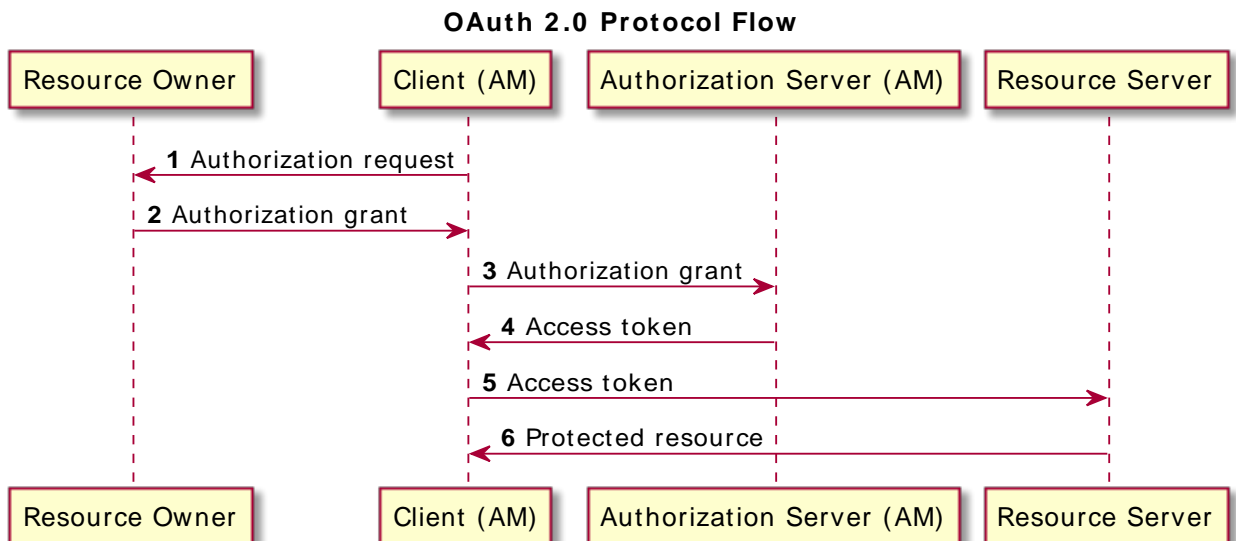 OAuth 2.0 Protocol Flow
Resource Owner
Client (AM)
Authorization Server (AM)
Resource Server
1 Authorization request
2 Authorization grant
3 Authorization grant
4 Access token
5 Access token
6 Protected resource
Resource Owner
Client (AM)
Authorization Server (AM)
Resource Server